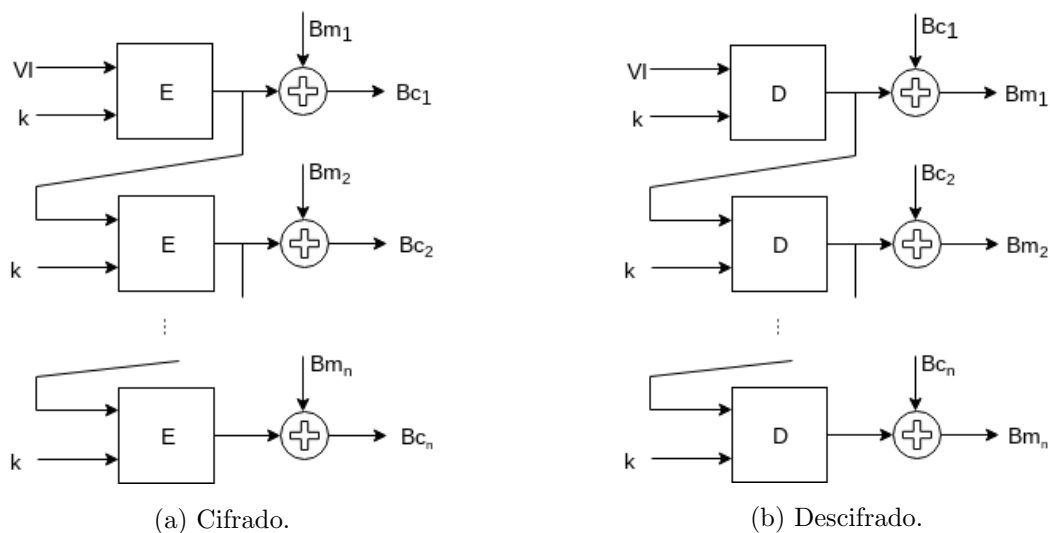 Bm1
VI
E
Bc1
k
Bm2
E
Bc2
k
⋮
Bmn
E
Bcn
k
(a) Cifrado.
Bc1
VI
D
Bm1
k
Bc2
D
Bm2
k
⋮
Bcn
D
Bmn
k
(b) Descifrado.